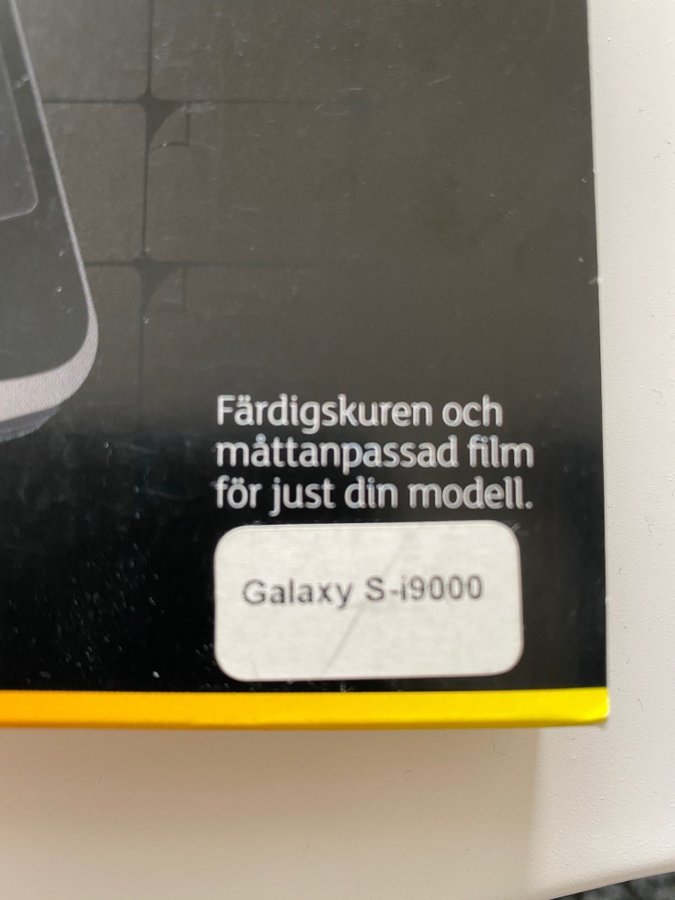 Färdigskuren och
måttanpassad film
för just din modell.
Galaxy S-i9000